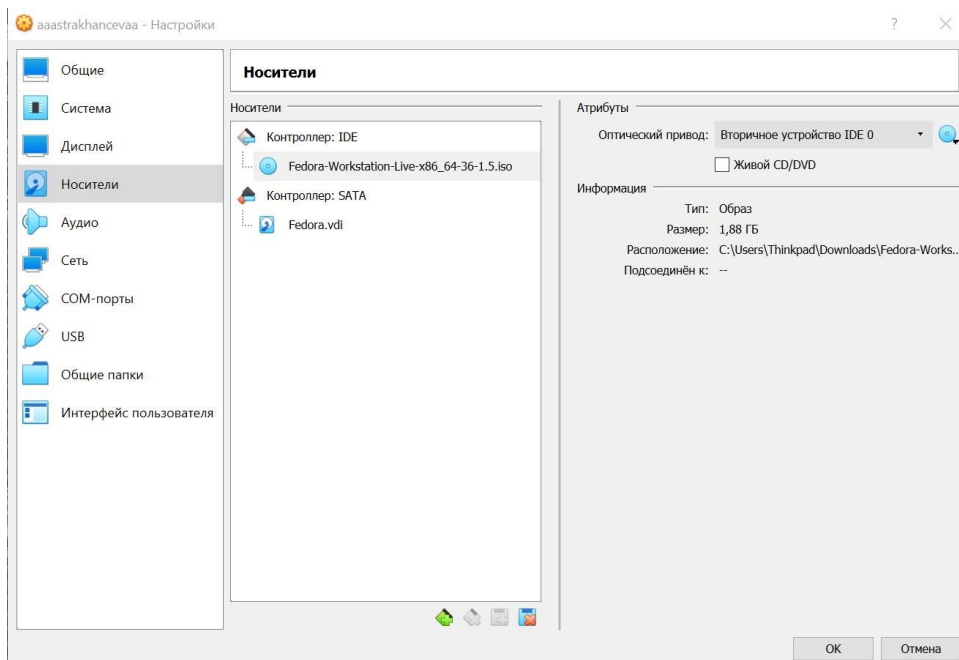 aaastrakhancevaa - Настройки
?
Общие
Система
Дисплей
Носители
Аудио
Сеть
COM-порты
USB
Общие папки
Интерфейс пользователя
Носители
Носители
Контроллер: IDE
Fedora-Workstation-Live-x86_64-36-1.5.iso
Контроллер: SATA
Fedora.vdi
Атрибуты
Оптический привод: Вторичное устройство IDE 0
Живой CD/DVD
Информация
Тип: Образ
Размер: 1,88 ГБ
Расположение: C:\Users\Thinkpad\Downloads\Fedora-Works..
Подсоединён к: --
OK
Отмена